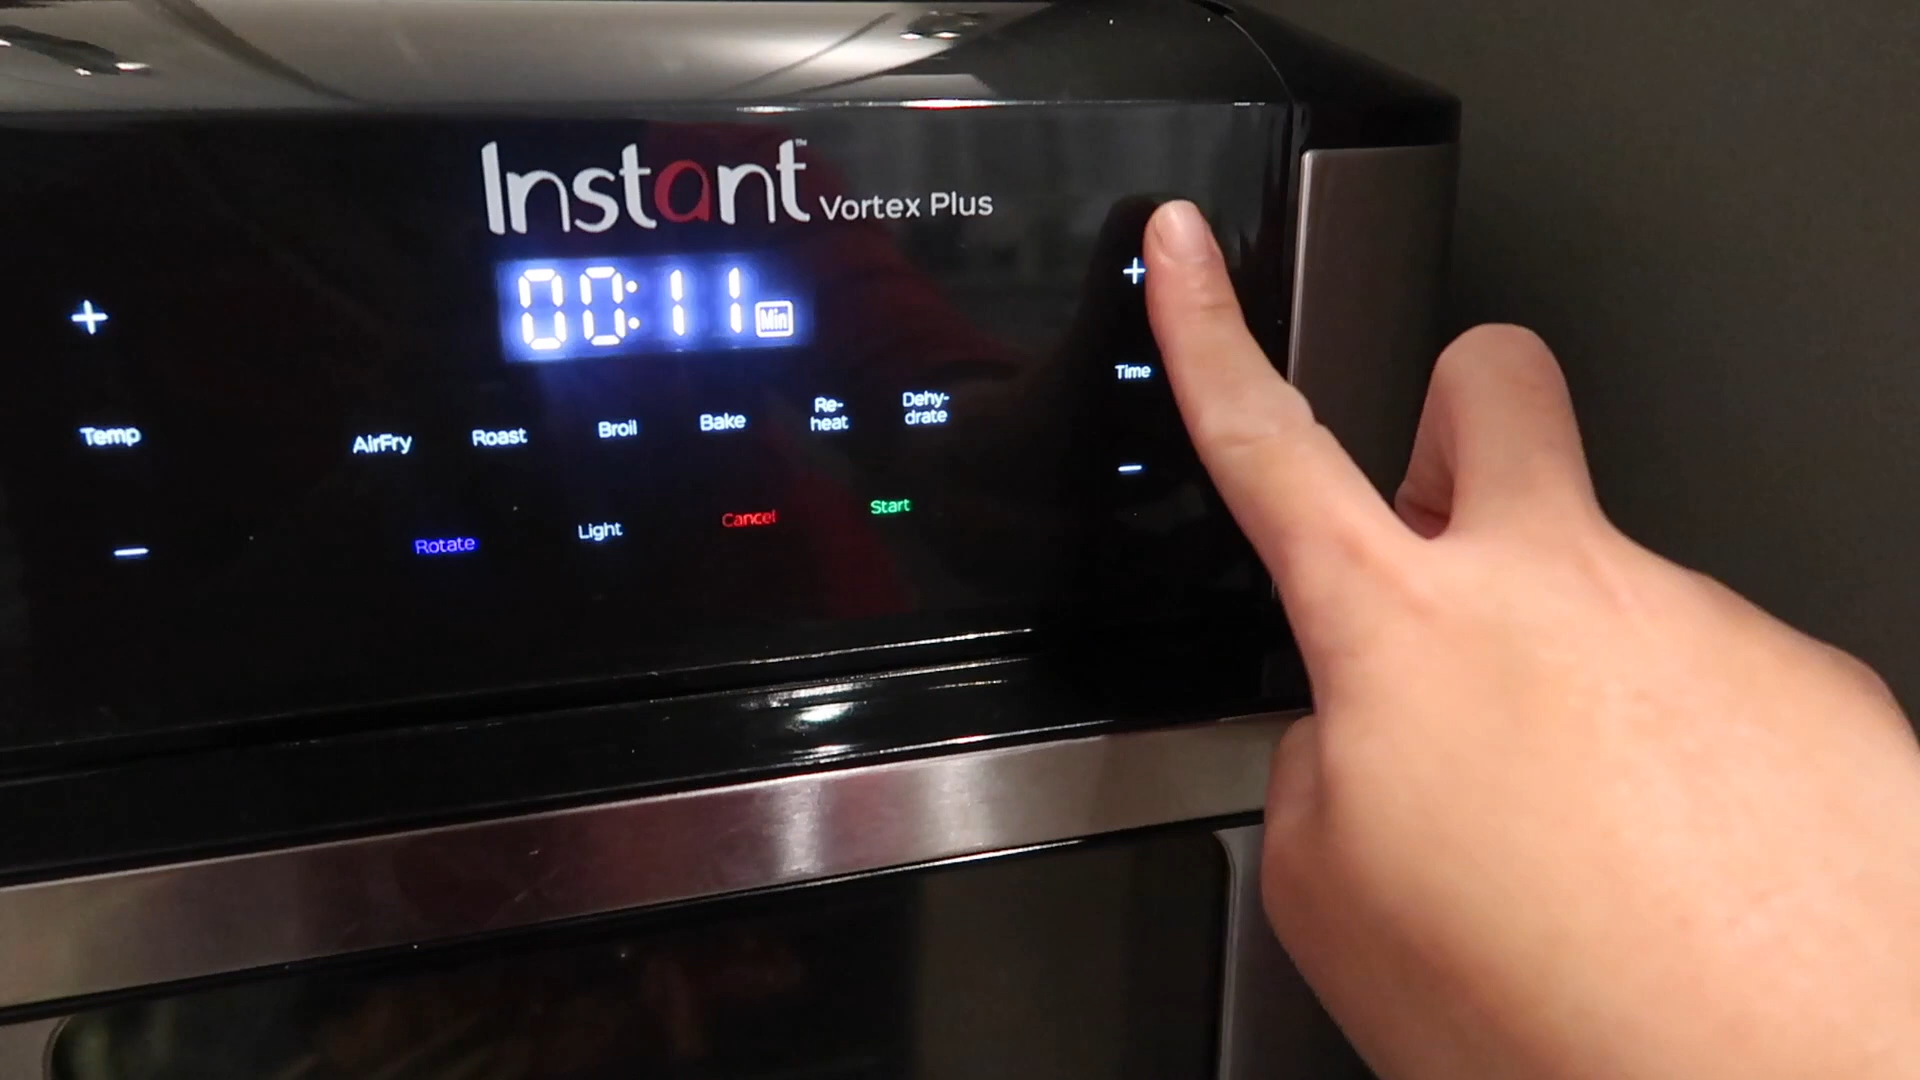 Instant™ Vortex Plus
00:11 Min
+
+
Temp
Time
AirFry
Roast
Broil
Bake
Re-
heat
Dehy-
drate
−
−
Rotate
Light
Cancel
Start